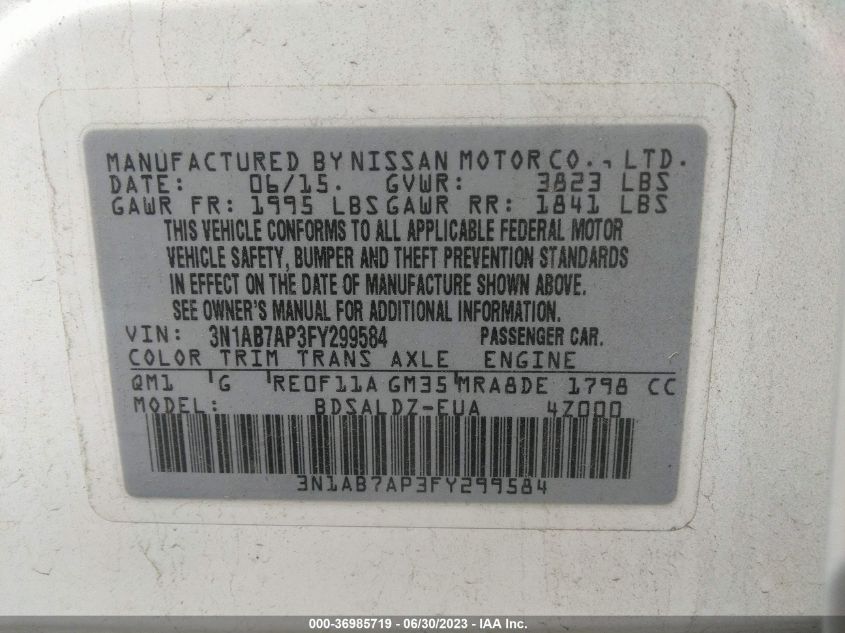 MANUFACTURED BY NISSAN MOTOR CO., LTD.
DATE: 06/15. GVWR: 3823 LBS
GAWR FR: 1995 LBS GAWR RR: 1841 LBS
THIS VEHICLE CONFORMS TO ALL APPLICABLE FEDERAL MOTOR
VEHICLE SAFETY, BUMPER AND THEFT PREVENTION STANDARDS
IN EFFECT ON THE DATE OF MANUFACTURE SHOWN ABOVE.
SEE OWNER'S MANUAL FOR ADDITIONAL INFORMATION.
VIN: 3N1AB7AP3FY299584 PASSENGER CAR.
COLOR TRIM TRANS AXLE ENGINE
QM1 G RE0F11A GM35 MRA8DE 1798 CC
MODEL: BDSALDZ-EUA 4Z000
3N1AB7AP3FY299584
000-36985719 - 06/30/2023 - IAA Inc.